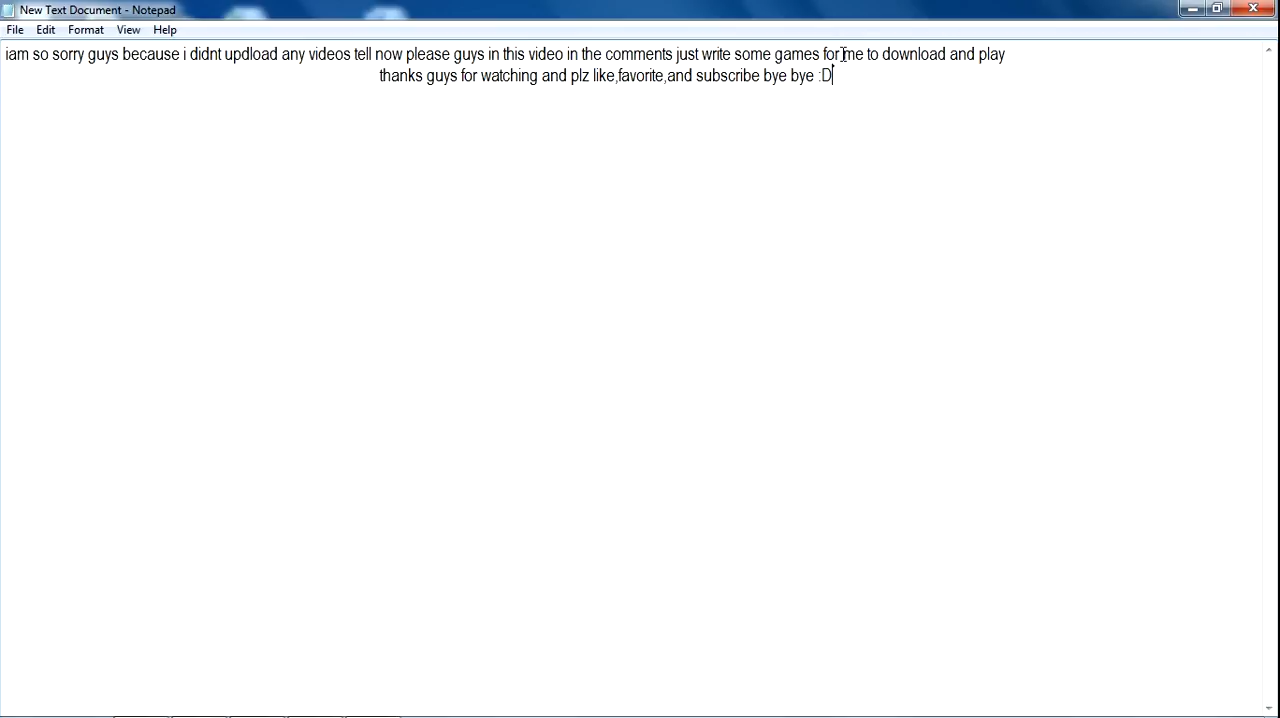 New Text Document - Notepad
File Edit Format View Help
iam so sorry guys because i didnt updload any videos tell now please guys in this video in the comments just write some games for me to download and play
thanks guys for watching and plz like,favorite,and subscribe bye bye :D